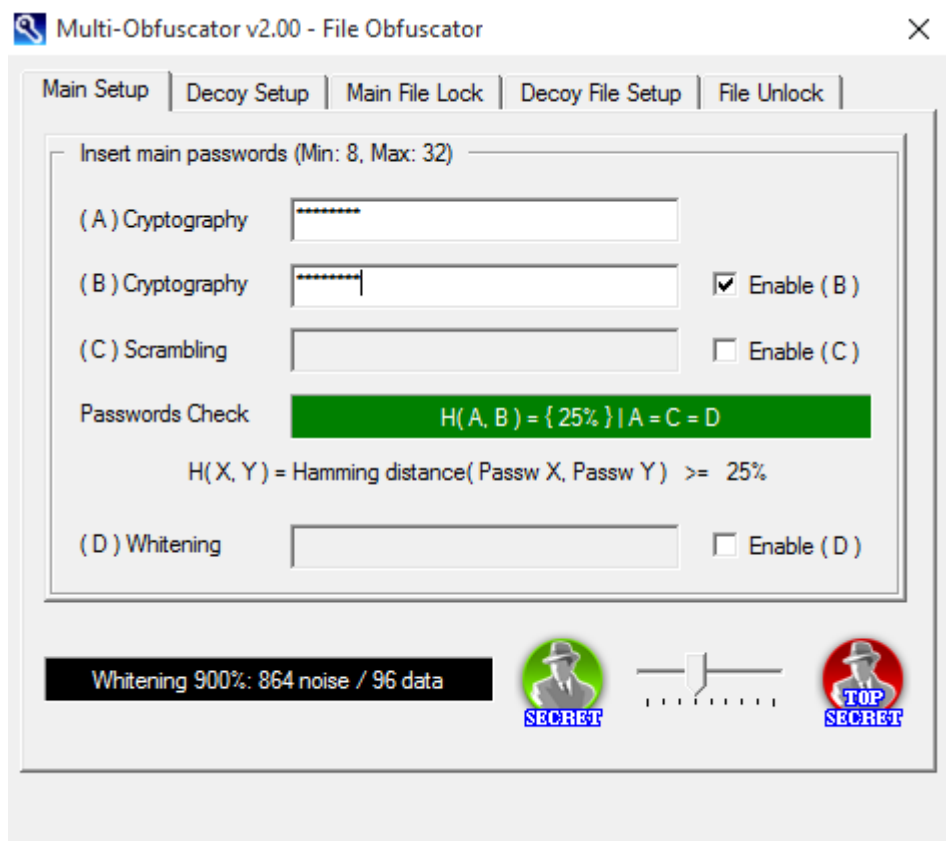 Multi-Obfuscator v2.00 - File Obfuscator
Main Setup Decoy Setup Main File Lock Decoy File Setup File Unlock
Insert main passwords (Min: 8, Max: 32)
( A ) Cryptography ********
( B ) Cryptography ******** Enable ( B )
( C ) Scrambling Enable ( C )
Passwords Check H( A, B ) = { 25% } | A = C = D
H( X, Y ) = Hamming distance( Passw X, Passw Y ) >= 25%
( D ) Whitening Enable ( D )
Whitening 900%: 864 noise / 96 data SECRET TOP SECRET